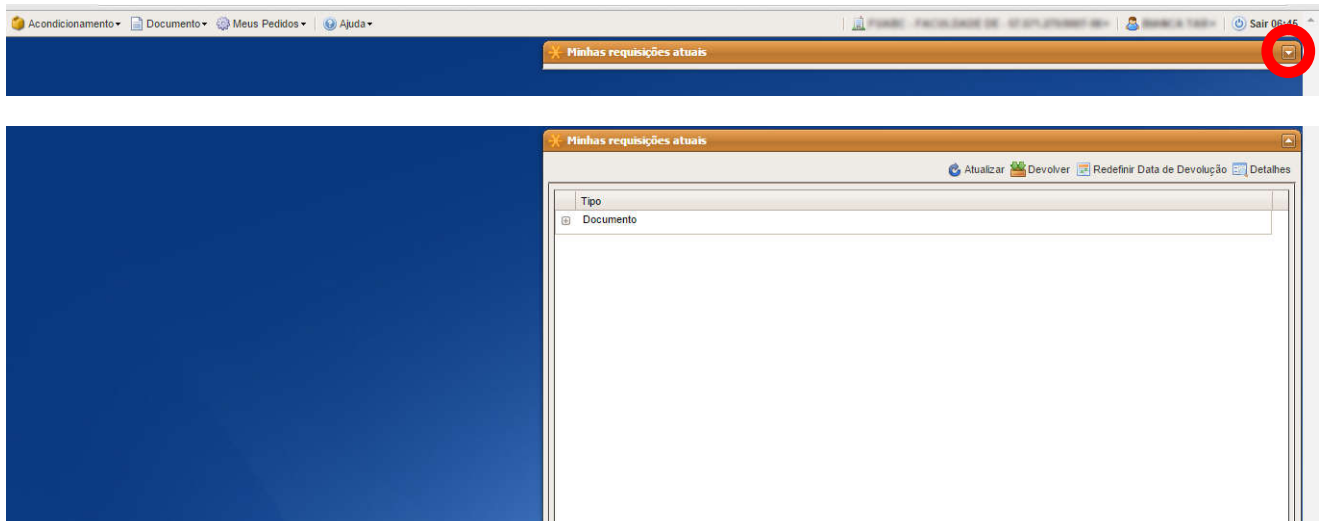 Acondicionamento Documento Meus Pedidos Ajuda Sair 06:45
Minhas requisições atuais
Minhas requisições atuais
Atualizar Devolver Redefinir Data de Devolução Detalhes
Tipo
Documento